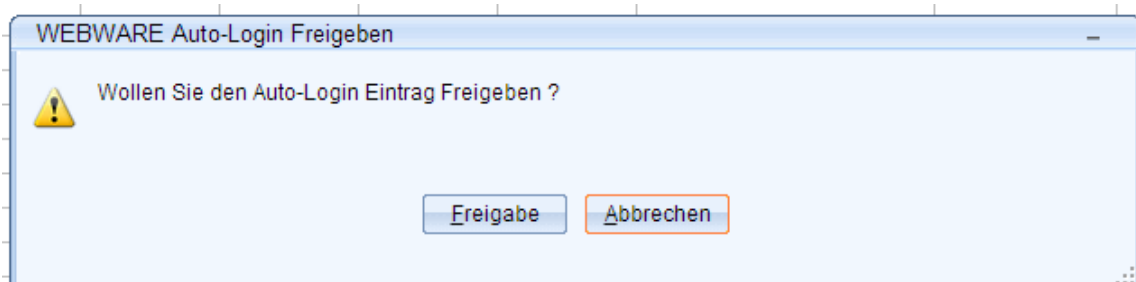 WEBWARE Auto-Login Freigeben
Wollen Sie den Auto-Login Eintrag Freigeben ?
Freigabe Abbrechen